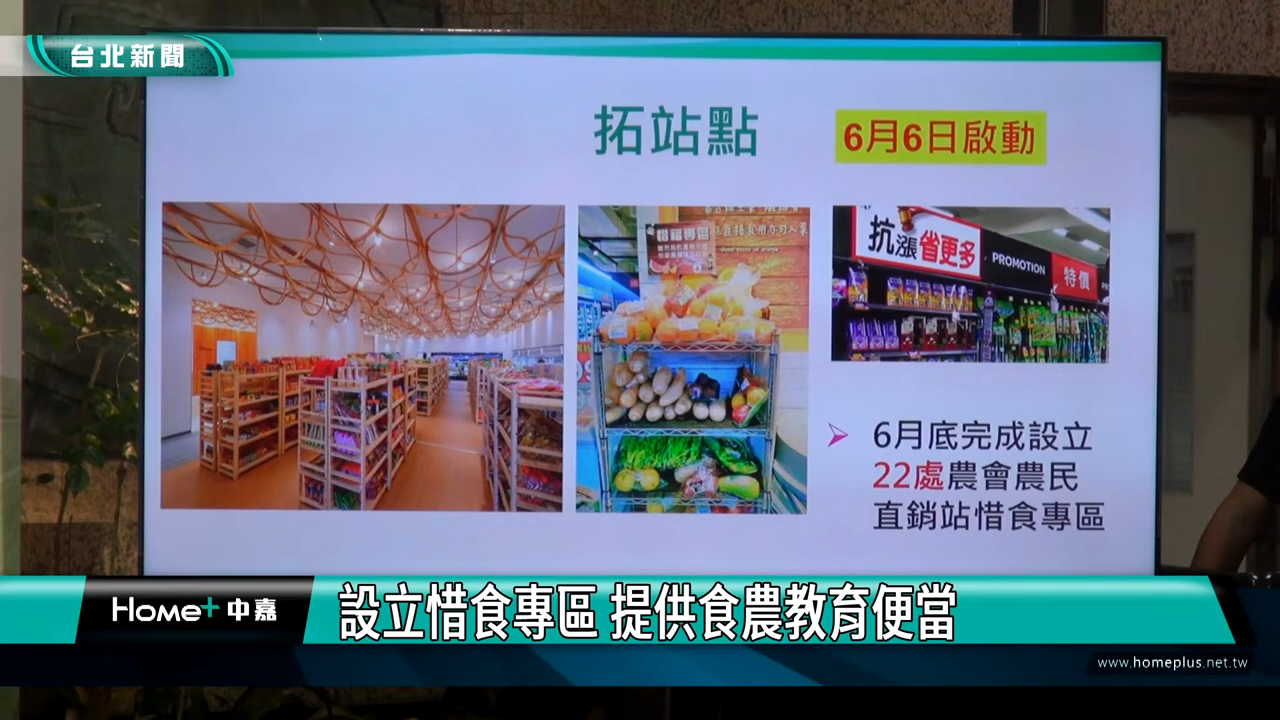 台北新聞
拓站點
6月6日啟動
惜福專區
抗漲省更多
PROMOTION
特價
6月底完成設立
22處農會農民
直銷站惜食專區
設立惜食專區 提供食農教育便當
Home+ 中嘉
www.homeplus.net.tw